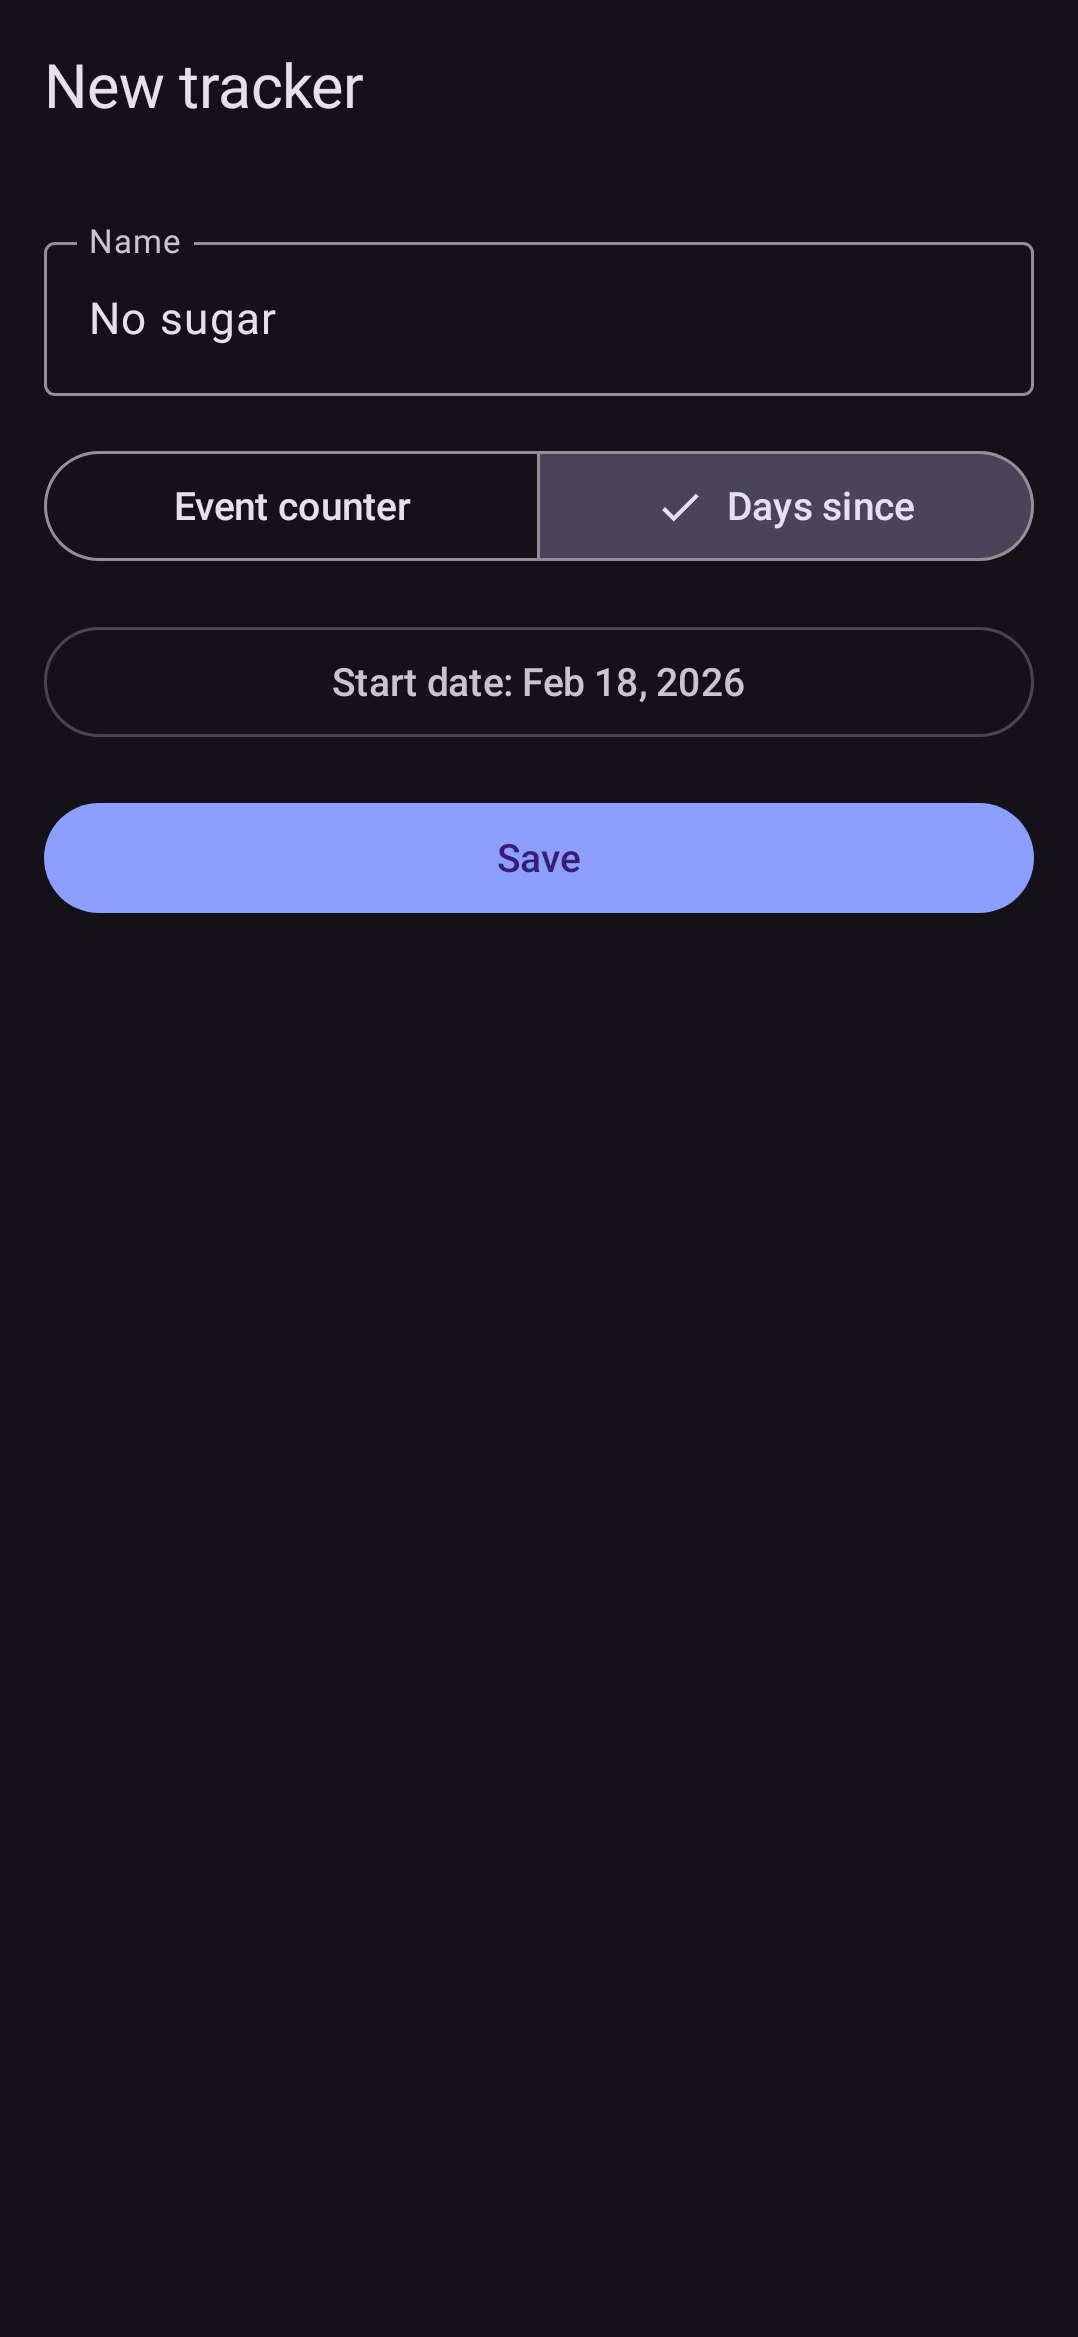 New tracker
Name
No sugar
Event counter
Days since
Start date: Feb 18, 2026
Save